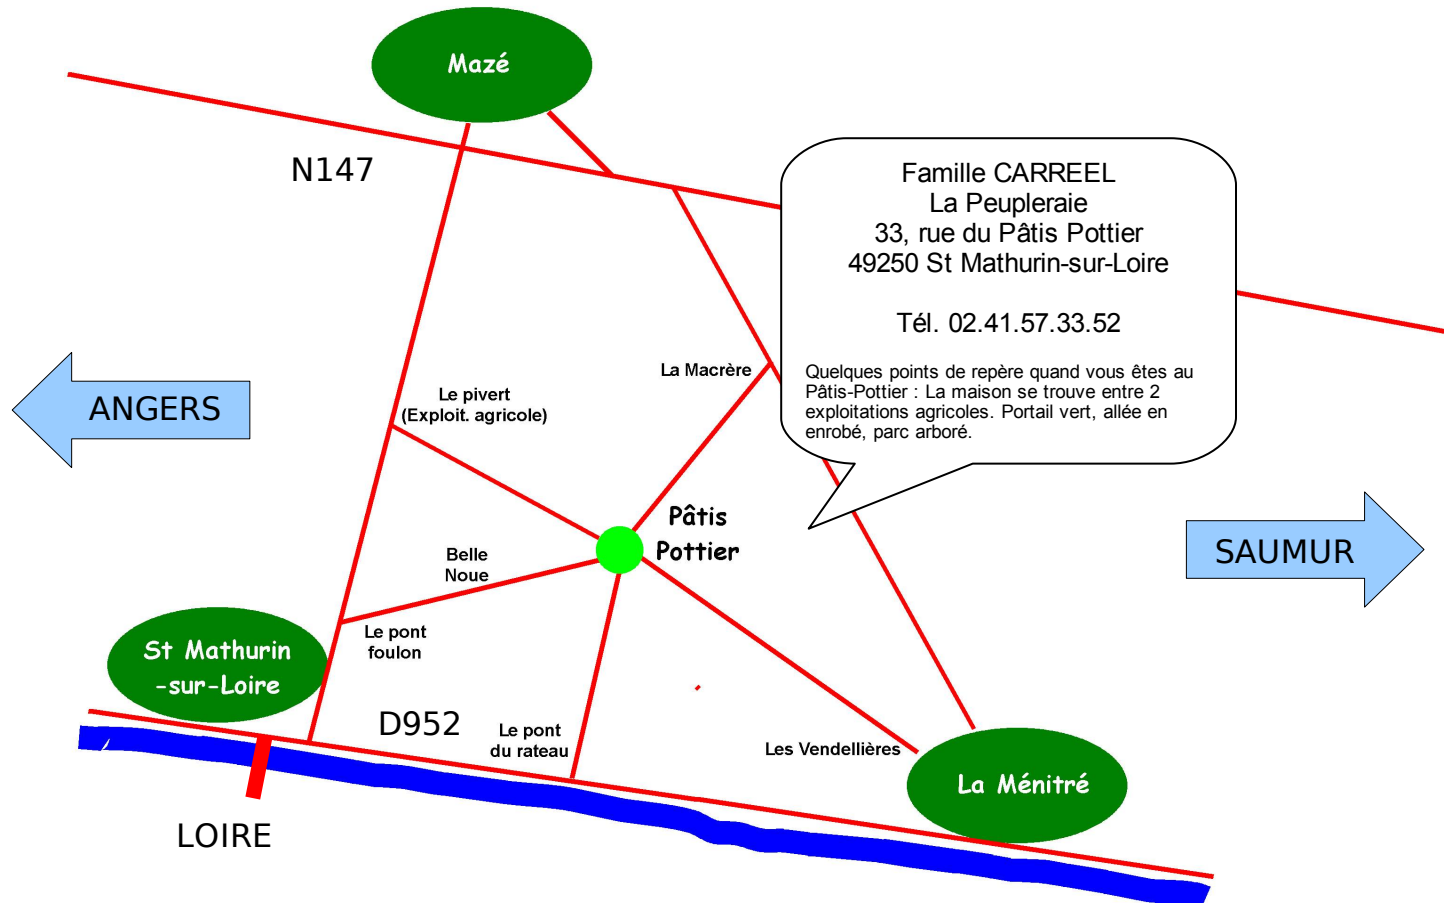 Mazé
N147
Famille CARREEL
La Peupleraie
33, rue du Pâtis Pottier
49250 St Mathurin-sur-Loire
Tél. 02.41.57.33.52
Quelques points de repère quand vous êtes au
Pâtis-Pottier : La maison se trouve entre 2
exploitations agricoles. Portail vert, allée en
enrobé, parc arboré.
La Macrère
Le pivert
(Exploit. agricole)
ANGERS
Pâtis
Pottier
SAUMUR
Belle
Noue
Le pont
foulon
St Mathurin
-sur-Loire
D952
Le pont
du rateau
Les Vendellières
La Ménitré
LOIRE